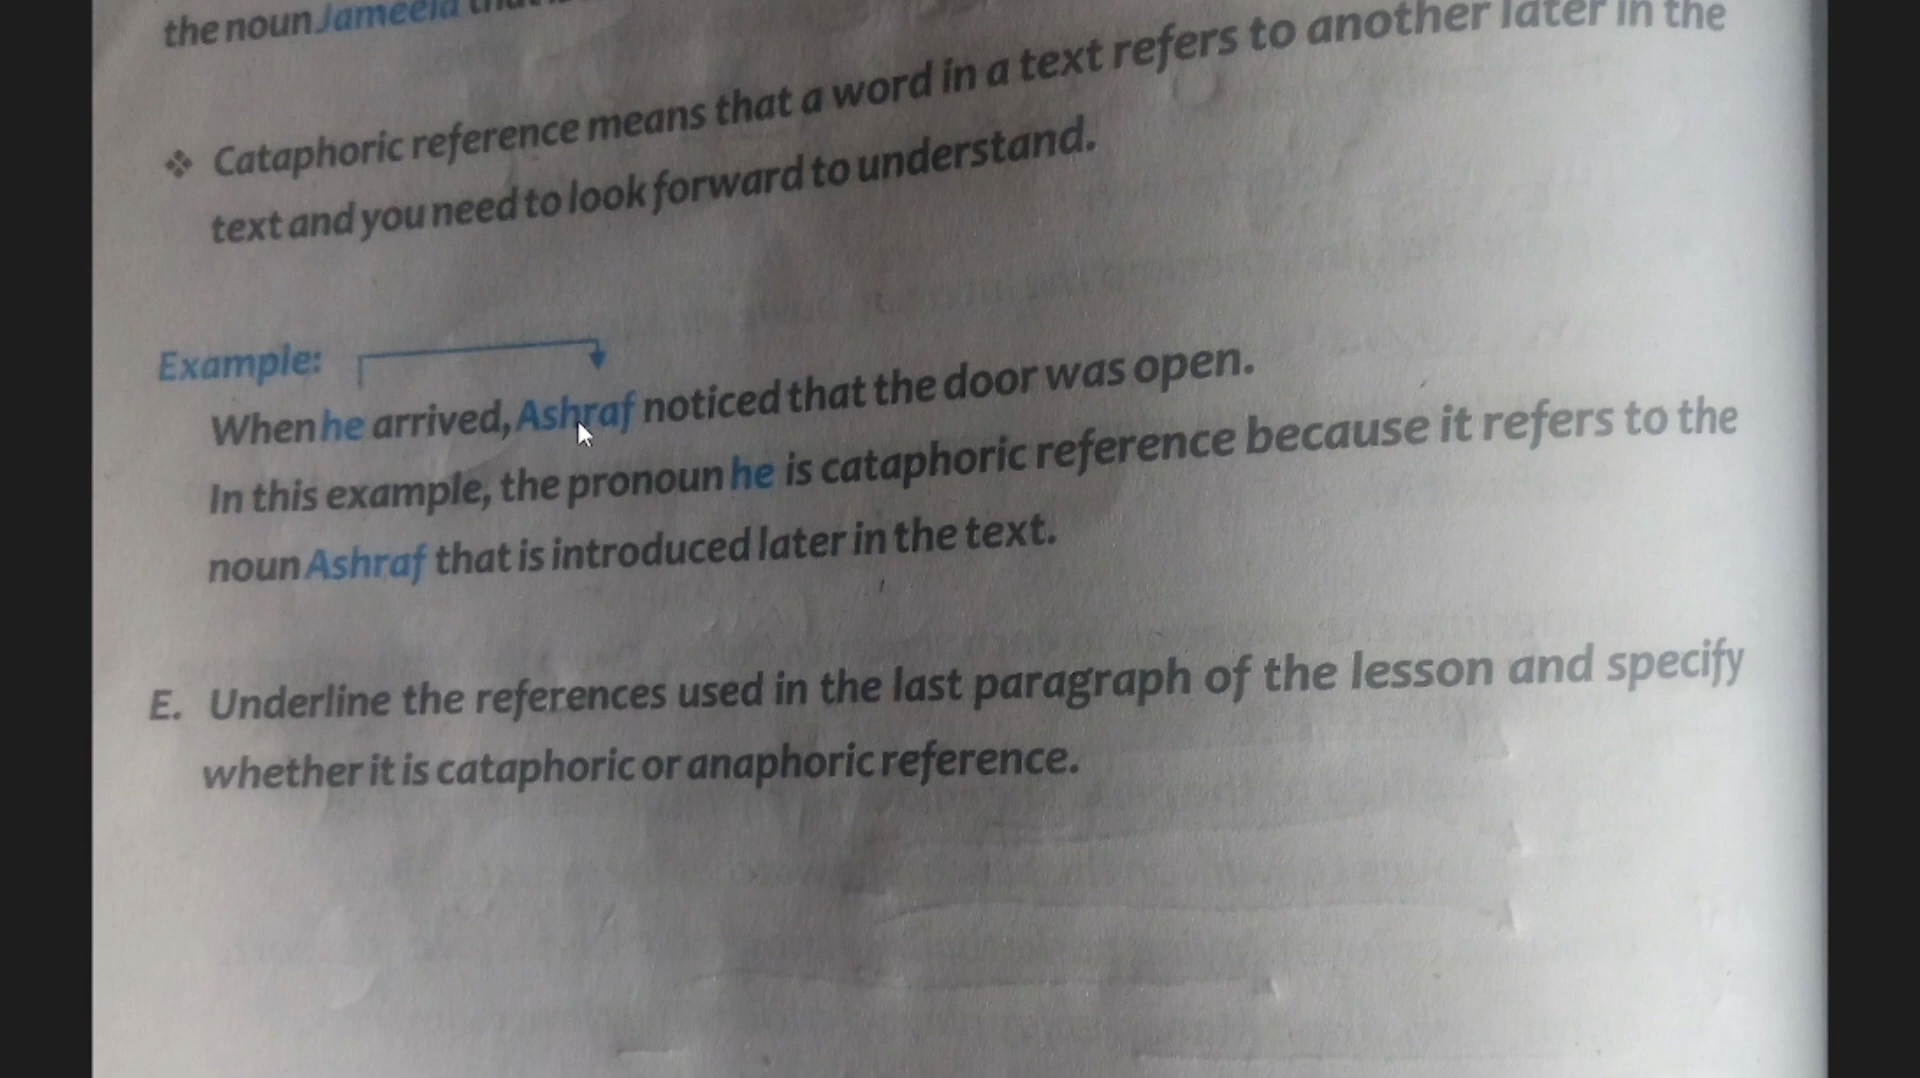 the noun Jameela
❖ Cataphoric reference means that a word in a text refers to another later in the
text and you need to look forward to understand.
Example:
When he arrived, Ashraf noticed that the door was open.
In this example, the pronoun he is cataphoric reference because it refers to the
noun Ashraf that is introduced later in the text.
E. Underline the references used in the last paragraph of the lesson and specify
whether it is cataphoric or anaphoric reference.